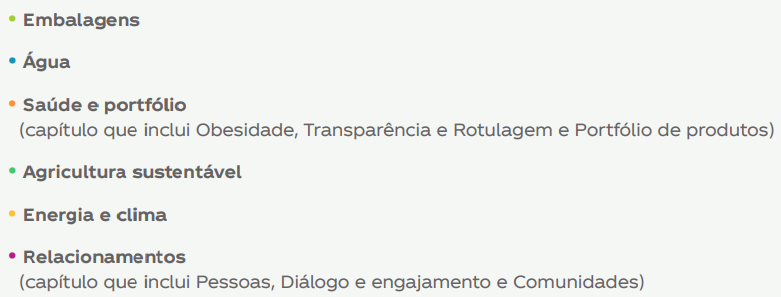 • Embalagens
• Água
• Saúde e portfólio
(capítulo que inclui Obesidade, Transparência e Rotulagem e Portfólio de produtos)
• Agricultura sustentável
• Energia e clima
• Relacionamentos
(capítulo que inclui Pessoas, Diálogo e engajamento e Comunidades)